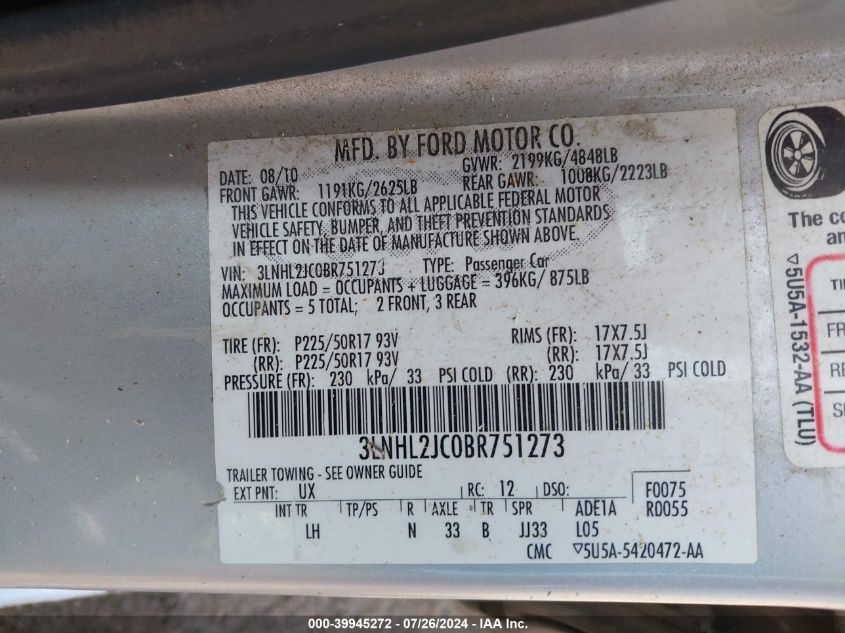 MFD. BY FORD MOTOR CO.
DATE: 08/10 GVWR: 2199KG/4848LB
FRONT GAWR: 1191KG/2625LB REAR GAWR: 1008KG/2223LB
THIS VEHICLE CONFORMS TO ALL APPLICABLE FEDERAL MOTOR
VEHICLE SAFETY, BUMPER, AND THEFT PREVENTION STANDARDS
IN EFFECT ON THE DATE OF MANUFACTURE SHOWN ABOVE.
VIN: 3LNHL2JC0BR751273 TYPE: Passenger Car
MAXIMUM LOAD = OCCUPANTS + LUGGAGE = 396KG/ 875LB
OCCUPANTS = 5 TOTAL; 2 FRONT, 3 REAR
TIRE (FR): P225/50R17 93V RIMS (FR): 17X7.5J
(RR): P225/50R17 93V (RR): 17X7.5J
PRESSURE (FR): 230 kPa/ 33 PSI COLD (RR): 230 kPa/ 33 PSI COLD
3LNHL2JC0BR751273
TRAILER TOWING - SEE OWNER GUIDE
EXT PNT: UX RC: 12 DSO: F0075
INT TR TP/PS R AXLE TR SPR ADE1A R0055
LH N 33 B JJ33 L05
CMC ▽5U5A-5420472-AA
The co
an
▽5U5A-1532-AA (TLU)
TI
FR
RE
SI
000-39945272 - 07/26/2024 - IAA Inc.